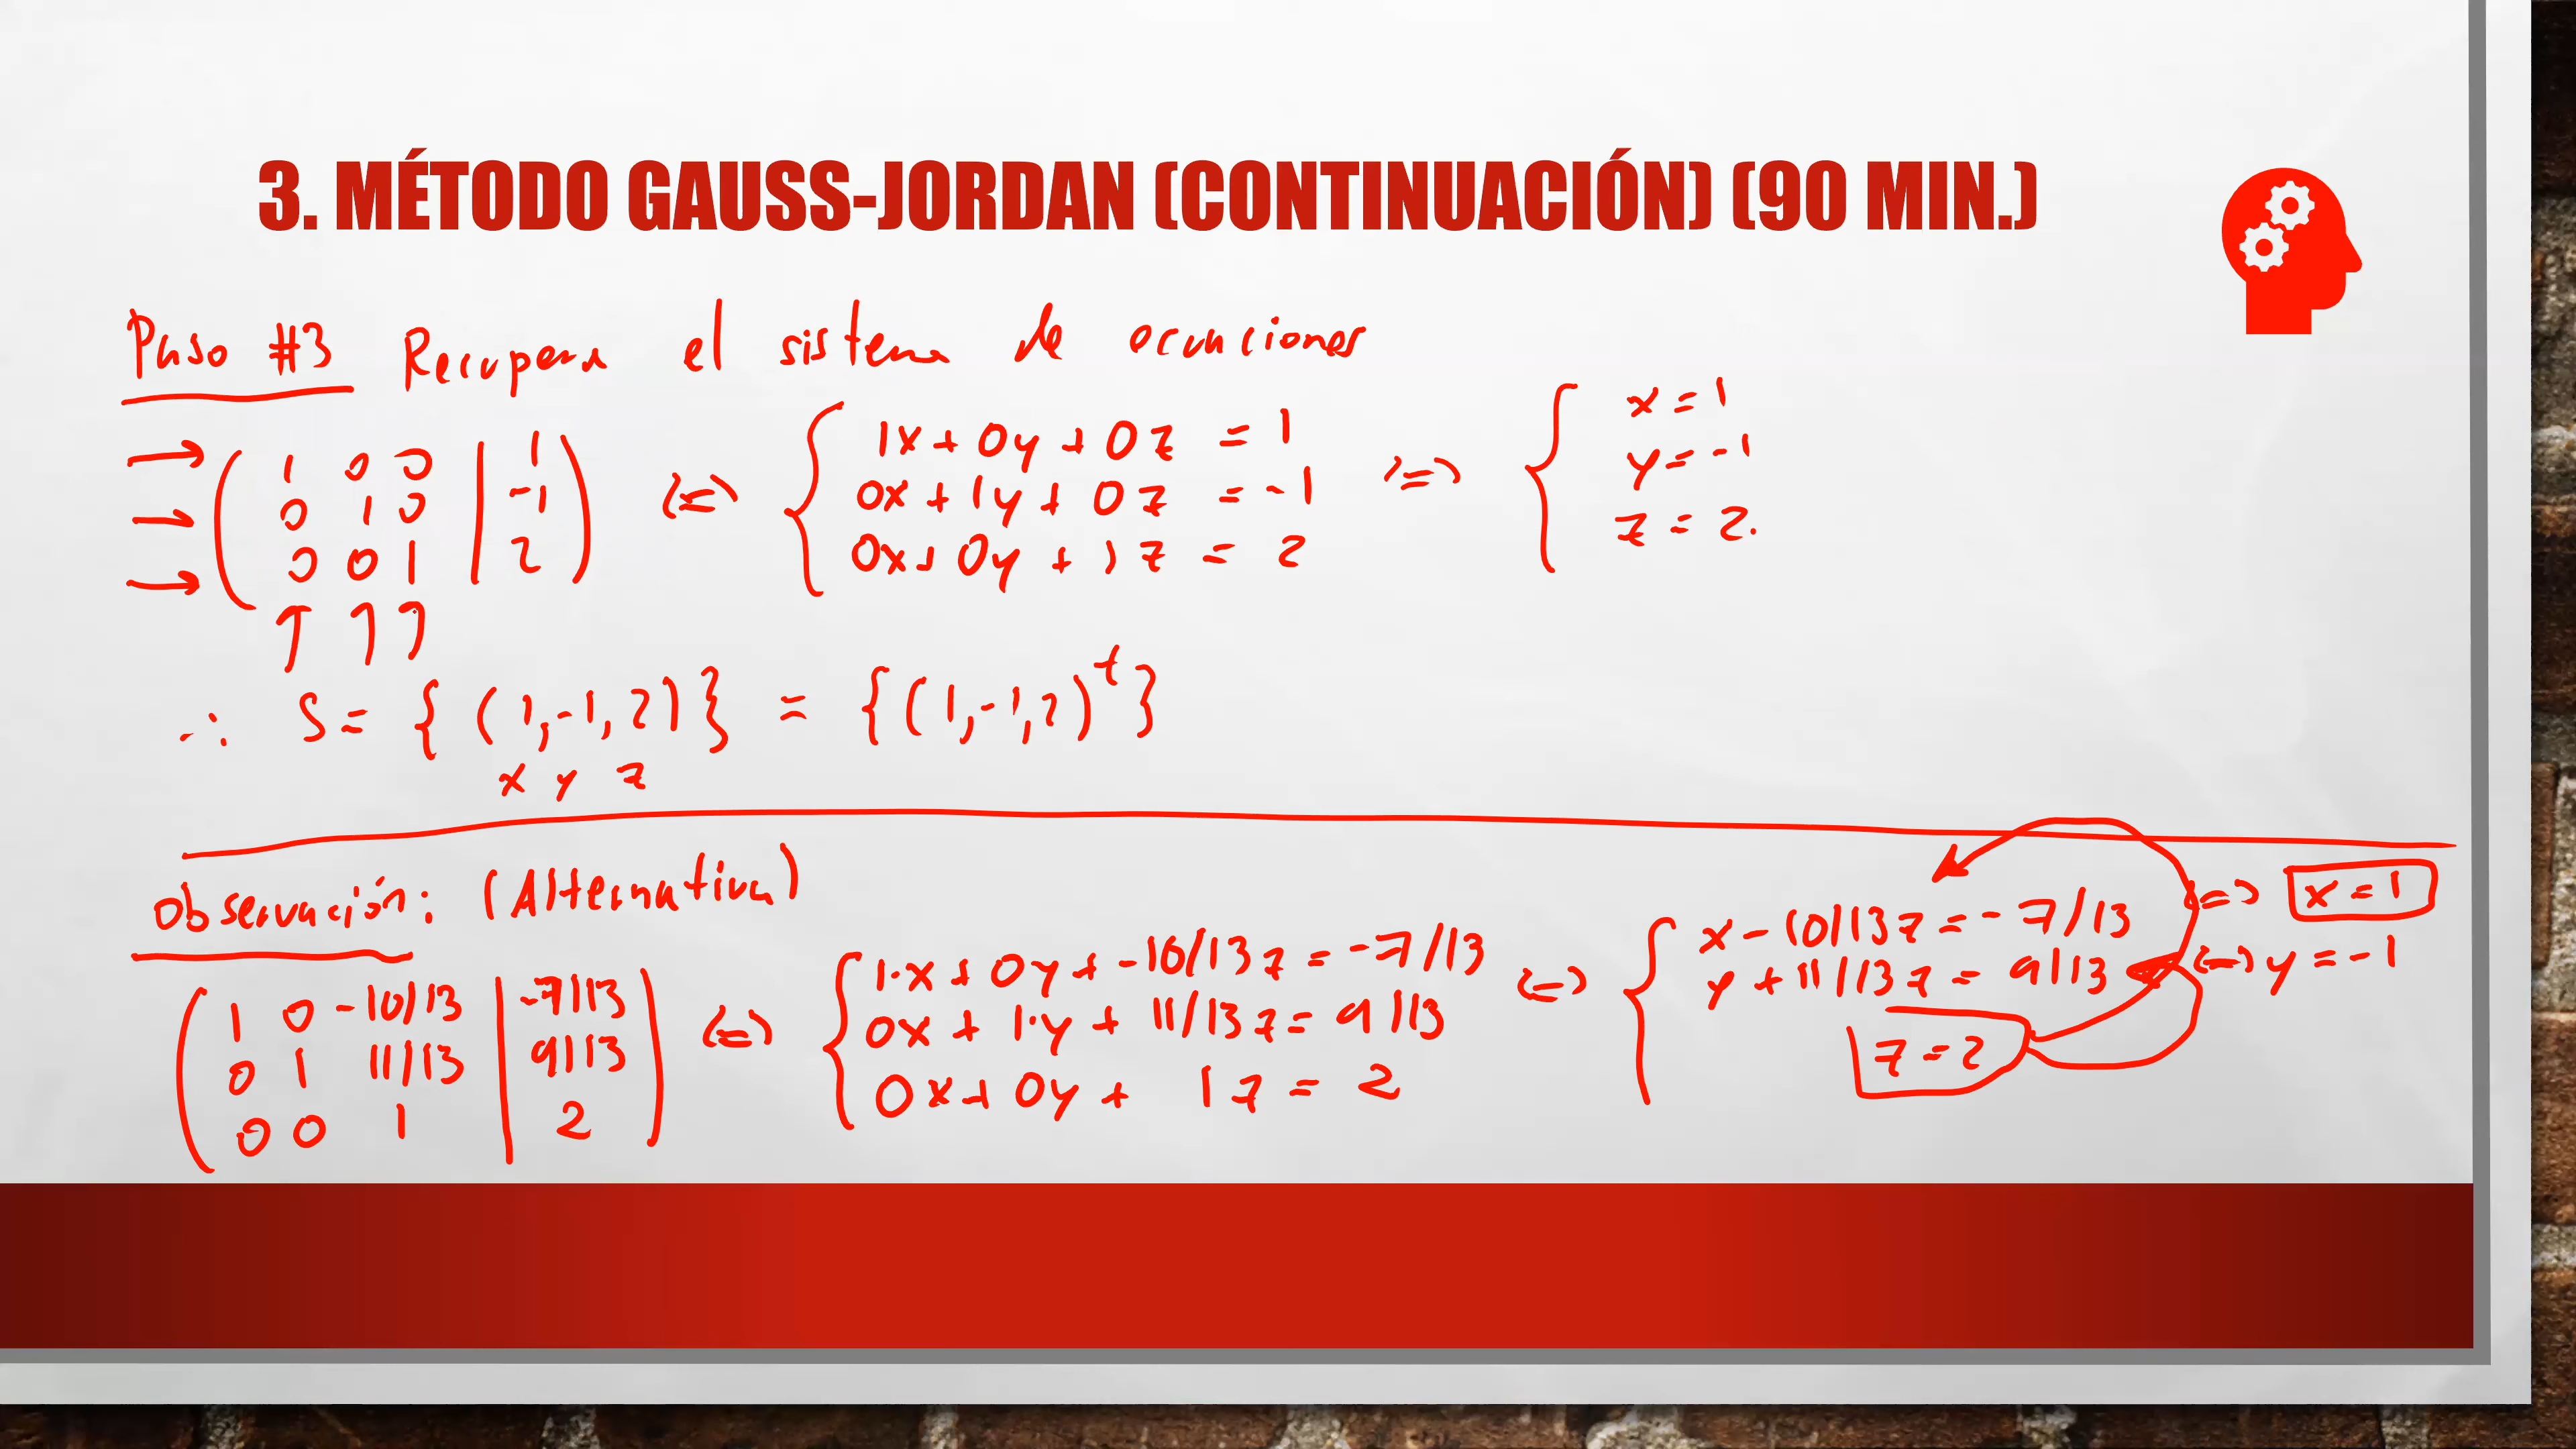 3. MÉTODO GAUSS-JORDAN (CONTINUACIÓN) (90 MIN.)
Paso #3 Recupera el sistema de ecuaciones
→ ( 1 0 0 | 1 ) ⇔ { 1x + 0y + 0z = 1 ⇔ { x = 1
→ ( 0 1 0 | -1 ) 0x + 1y + 0z = -1 y = -1
→ ( 0 0 1 | 2 ) 0x + 0y + 1z = 2 z = 2.
↑ ↑ ↑
∴ S = { (1,-1,2) } = { (1,-1,2)^t }
x y z
Observación: (Alternativa)
( 1 0 -10/13 | -7/13 ) ⇔ { 1·x + 0y + -10/13z = -7/13 ⇔ { x - 10/13z = -7/13 ⇔ x = 1
( 0 1 11/13 | 9/13 ) 0x + 1·y + 11/13z = 9/13 y + 11/13z = 9/13 ⇔ y = -1
( 0 0 1 | 2 ) 0x + 0y + 1z = 2 z = 2